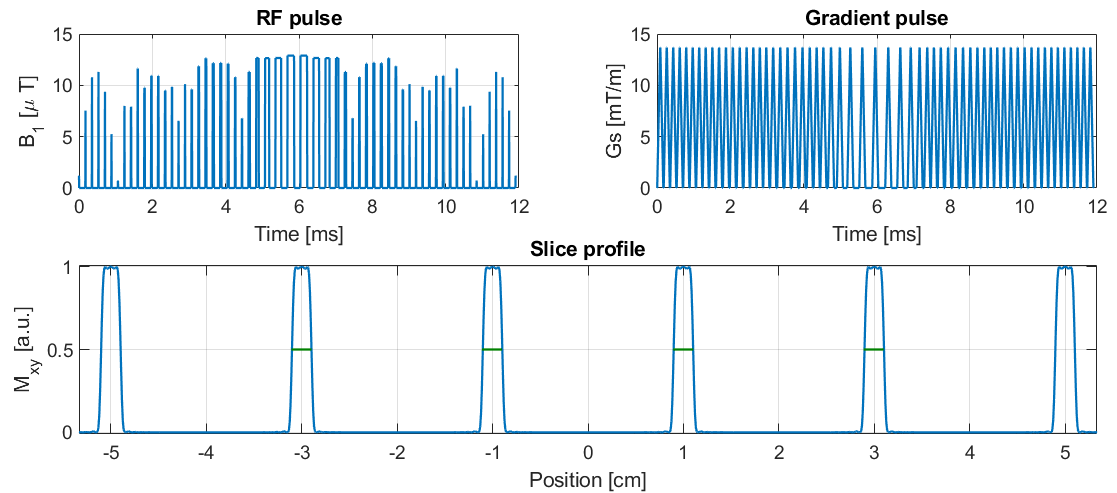 RF pulse
B1 [μ T]
15
10
5
0
0 2 4 6 8 10 12
Time [ms]
Gradient pulse
Gs [mT/m]
15
10
5
0
0 2 4 6 8 10 12
Time [ms]
Slice profile
Mxy [a.u.]
1
0.5
0
-5 -4 -3 -2 -1 0 1 2 3 4 5
Position [cm]